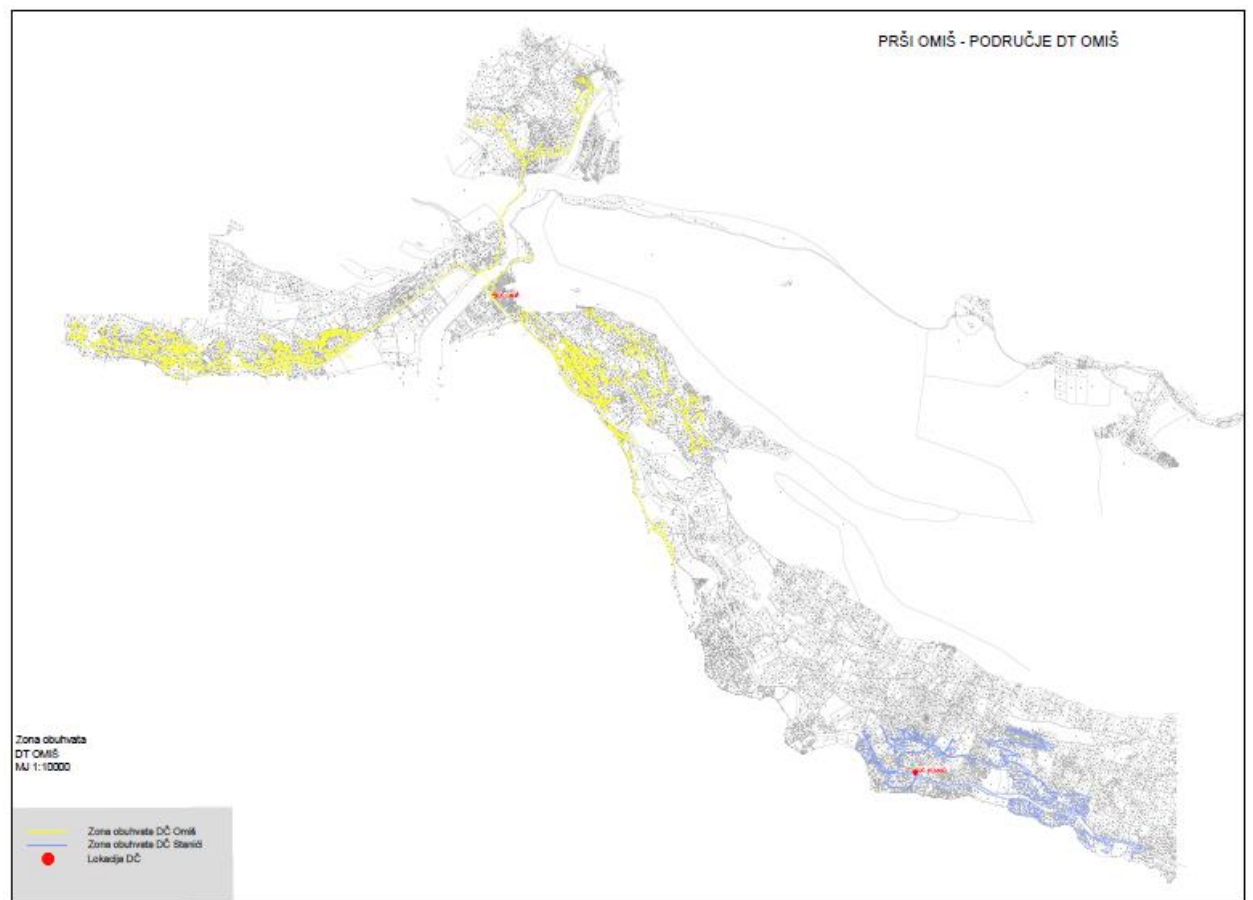 PRŠI OMIŠ - PODRUČJE DT OMIŠ
Zona obuhvata
DT OMIŠ
MJ 1:10000
Zona obuhvata DČ Omiš
Zona obuhvata DČ Stanići
Lokacija DČ